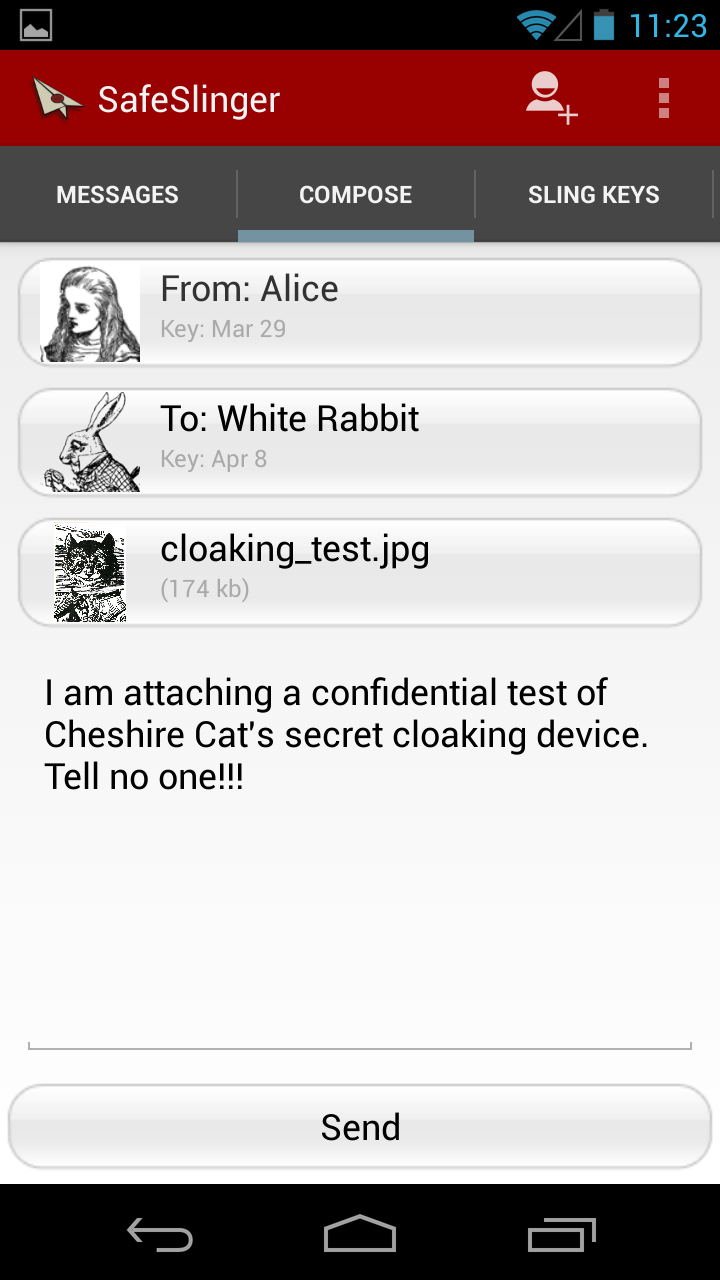 11:23
SafeSlinger
MESSAGES COMPOSE SLING KEYS
From: Alice
Key: Mar 29
To: White Rabbit
Key: Apr 8
cloaking_test.jpg
(174 kb)
I am attaching a confidential test of
Cheshire Cat's secret cloaking device.
Tell no one!!!
Send